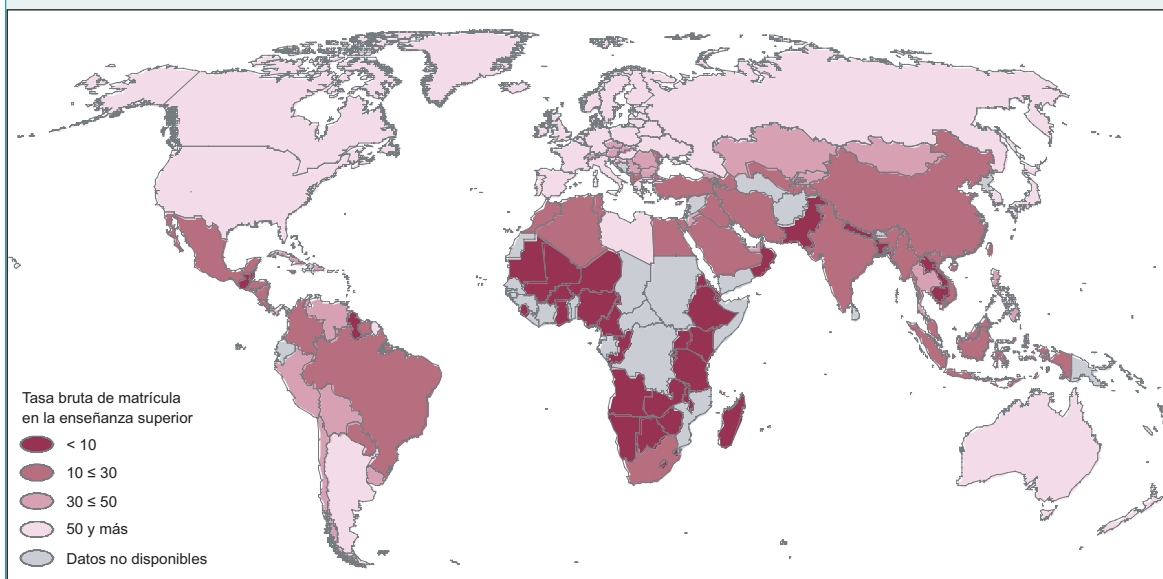 Tasa bruta de matrícula
en la enseñanza superior
< 10
10 ≤ 30
30 ≤ 50
50 y más
Datos no disponibles